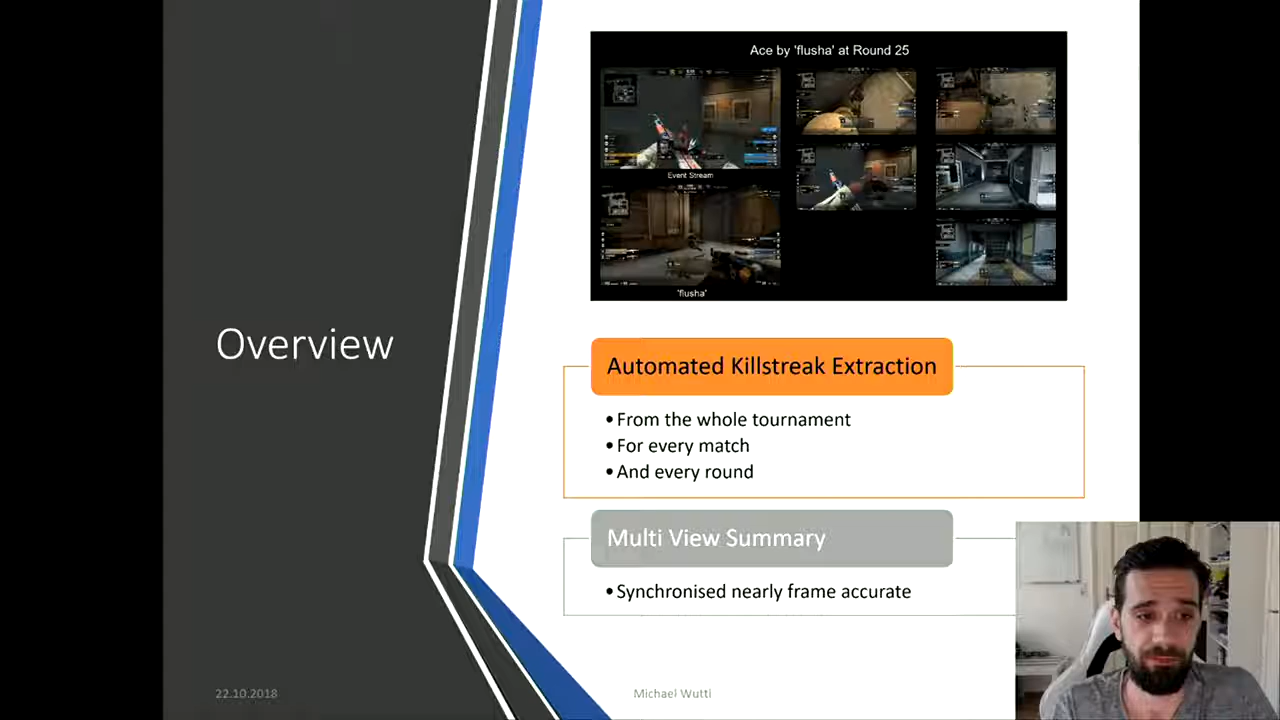 Overview
Ace by 'flusha' at Round 25
Event Stream
'flusha'
Automated Killstreak Extraction
•From the whole tournament
•For every match
•And every round
Multi View Summary
•Synchronised nearly frame accurate
22.10.2018
Michael Wutti